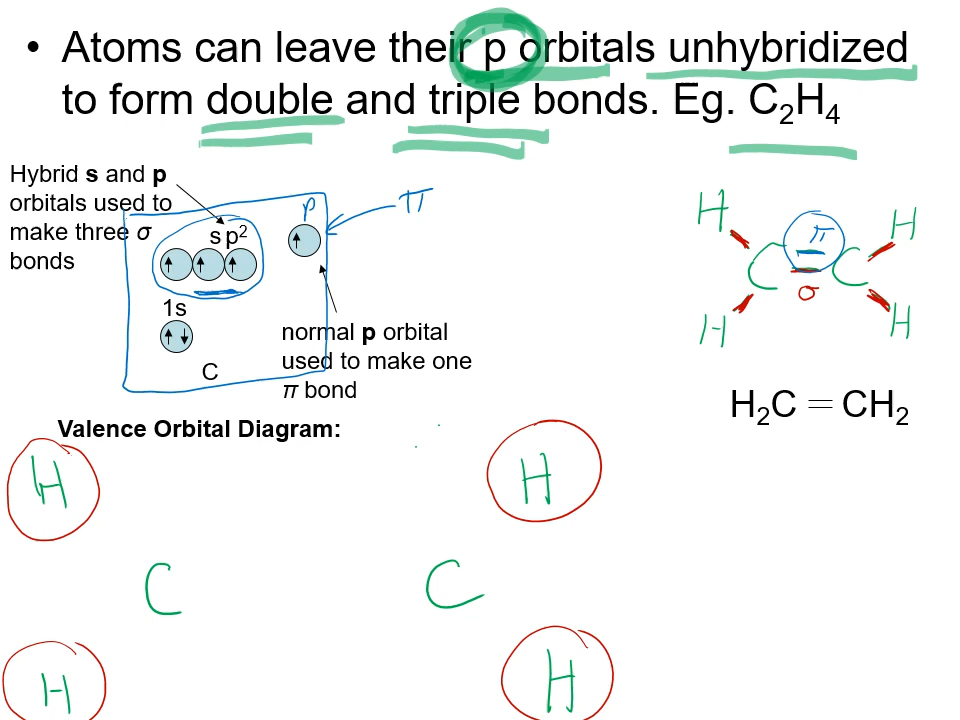 • Atoms can leave their p orbitals unhybridized
to form double and triple bonds. Eg. C₂H₄
Hybrid s and p
orbitals used to
make three σ
bonds
sp²
p
π
1s
C
normal p orbital
used to make one
π bond
H H
π
C C
σ
H H
H₂C = CH₂
Valence Orbital Diagram:
H H
C C
H H